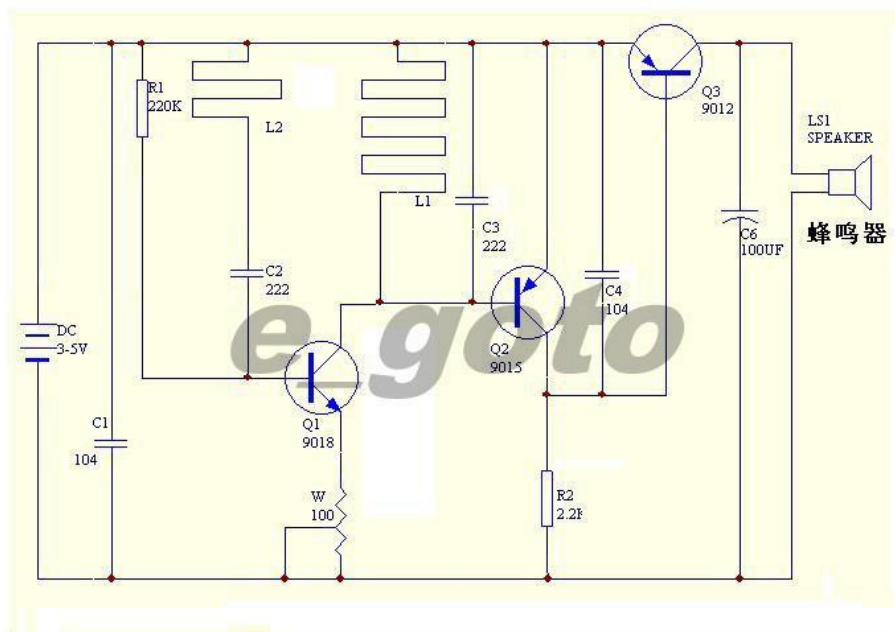 R1
220K
L2
L1
Q3
9012
LS1
SPEAKER
蜂鸣器
C6
100UF
C3
222
C2
222
C4
104
DC
3-5V
e_goto
Q2
9015
Q1
9018
C1
104
W
100
R2
2.2K